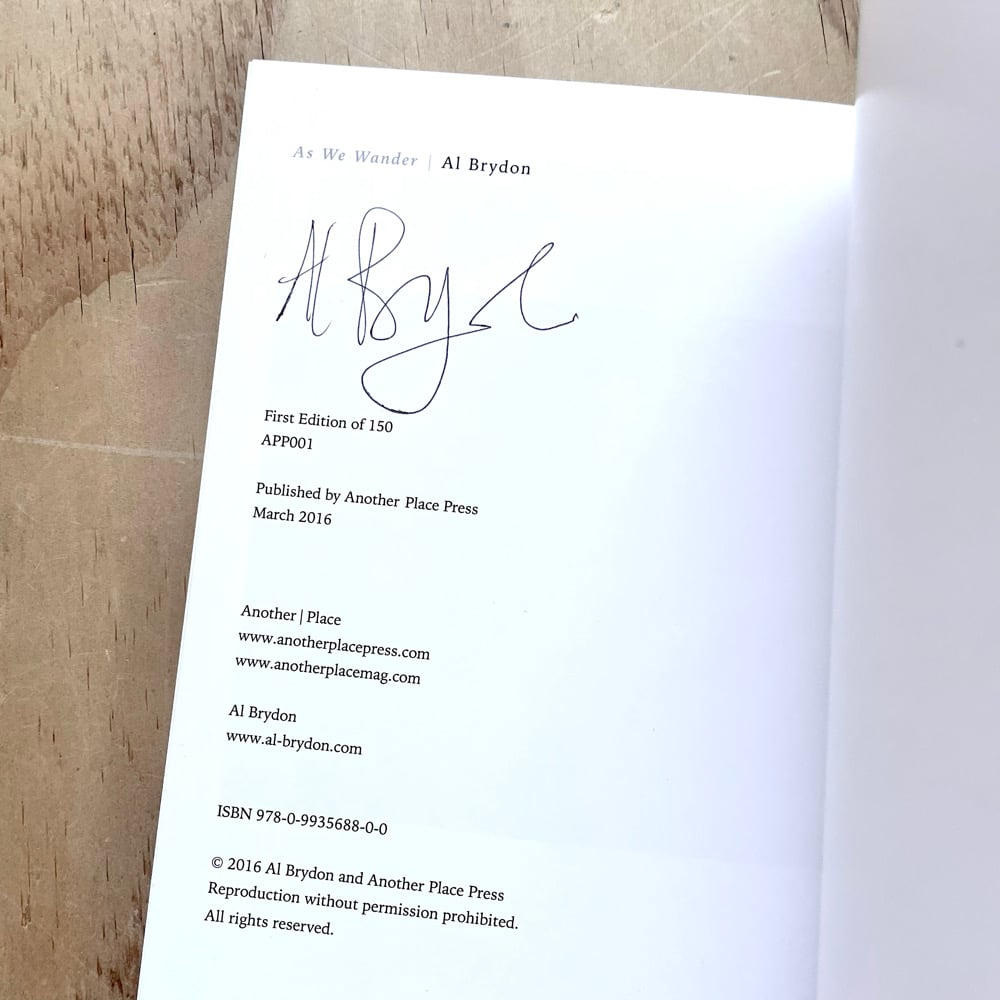 As We Wander | Al Brydon
Al Bryd
First Edition of 150
APP001
Published by Another Place Press
March 2016
Another | Place
www.anotherplacepress.com
www.anotherplacemag.com
Al Brydon
www.al-brydon.com
ISBN 978-0-9935688-0-0
© 2016 Al Brydon and Another Place Press
Reproduction without permission prohibited.
All rights reserved.